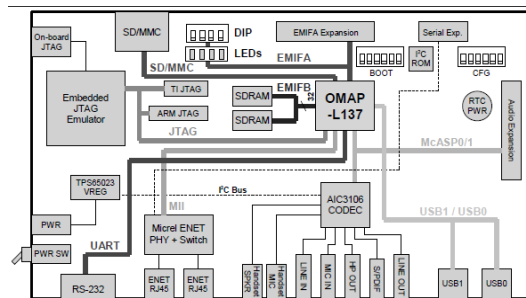 On-board
JTAG
SD/MMC
DIP
LEDs
EMIFA Expansion
Serial Exp.
SD/MMC
EMIFA
I²C
ROM
BOOT
CFG
Embedded
JTAG
Emulator
TI JTAG
ARM JTAG
JTAG
EMIFB
32
SDRAM
SDRAM
OMAP
-L137
RTC
PWR
Audio Expansion
McASP0/1
TPS65023
VREG
I²C Bus
MII
AIC3106
CODEC
PWR
PWR SW
UART
Micrel ENET
PHY + Switch
USB1 / USB0
RS-232
ENET
RJ45
ENET
RJ45
Handset
SPKR
Handset
MIC
LINE IN
MIC IN
HP OUT
S/PDIF
LINE OUT
USB1
USB0